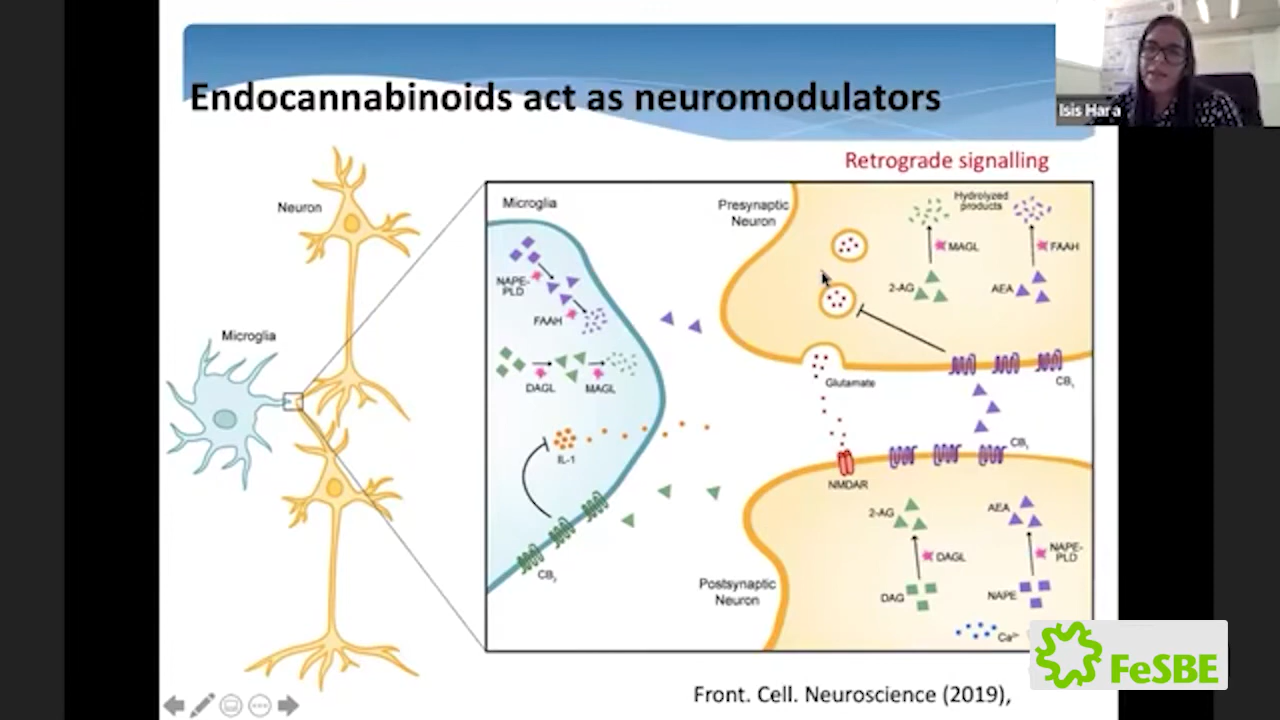 Endocannabinoids act as neuromodulators
Isis Hara
Retrograde signalling
Neuron
Microglia
Microglia
NAPE-
PLD
FAAH
DAGL
MAGL
IL-1
CB₂
Presynaptic
Neuron
Hydrolyzed
products
MAGL
FAAH
2-AG
AEA
Glutamate
CB₁
CB₁
NMDAR
2-AG
AEA
DAGL
NAPE-
PLD
DAG
NAPE
Ca²⁺
Postsynaptic
Neuron
FeSBE
Front. Cell. Neuroscience (2019),